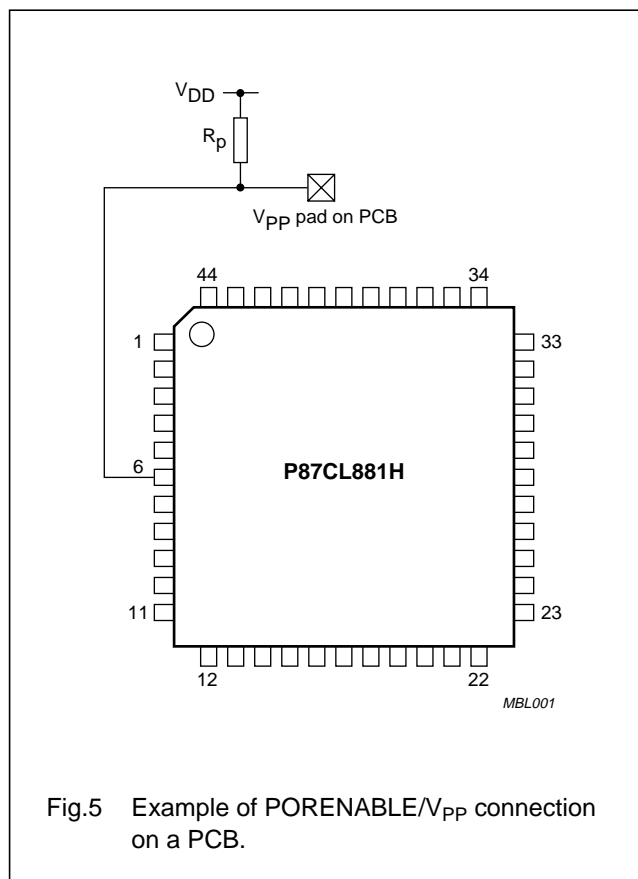 VDD
Rp
VPP pad on PCB
44 34
1 33
6 P87CL881H
11 23
12 22
MBL001
Fig.5 Example of PORENABLE/VPP connection
on a PCB.